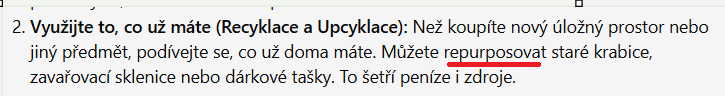 2. Využijte to, co už máte (Recyklace a Upcyklace): Než koupíte nový úložný prostor nebo
jiný předmět, podívejte se, co už doma máte. Můžete repurposovat staré krabice,
zavařovací sklenice nebo dárkové tašky. To šetří peníze i zdroje.